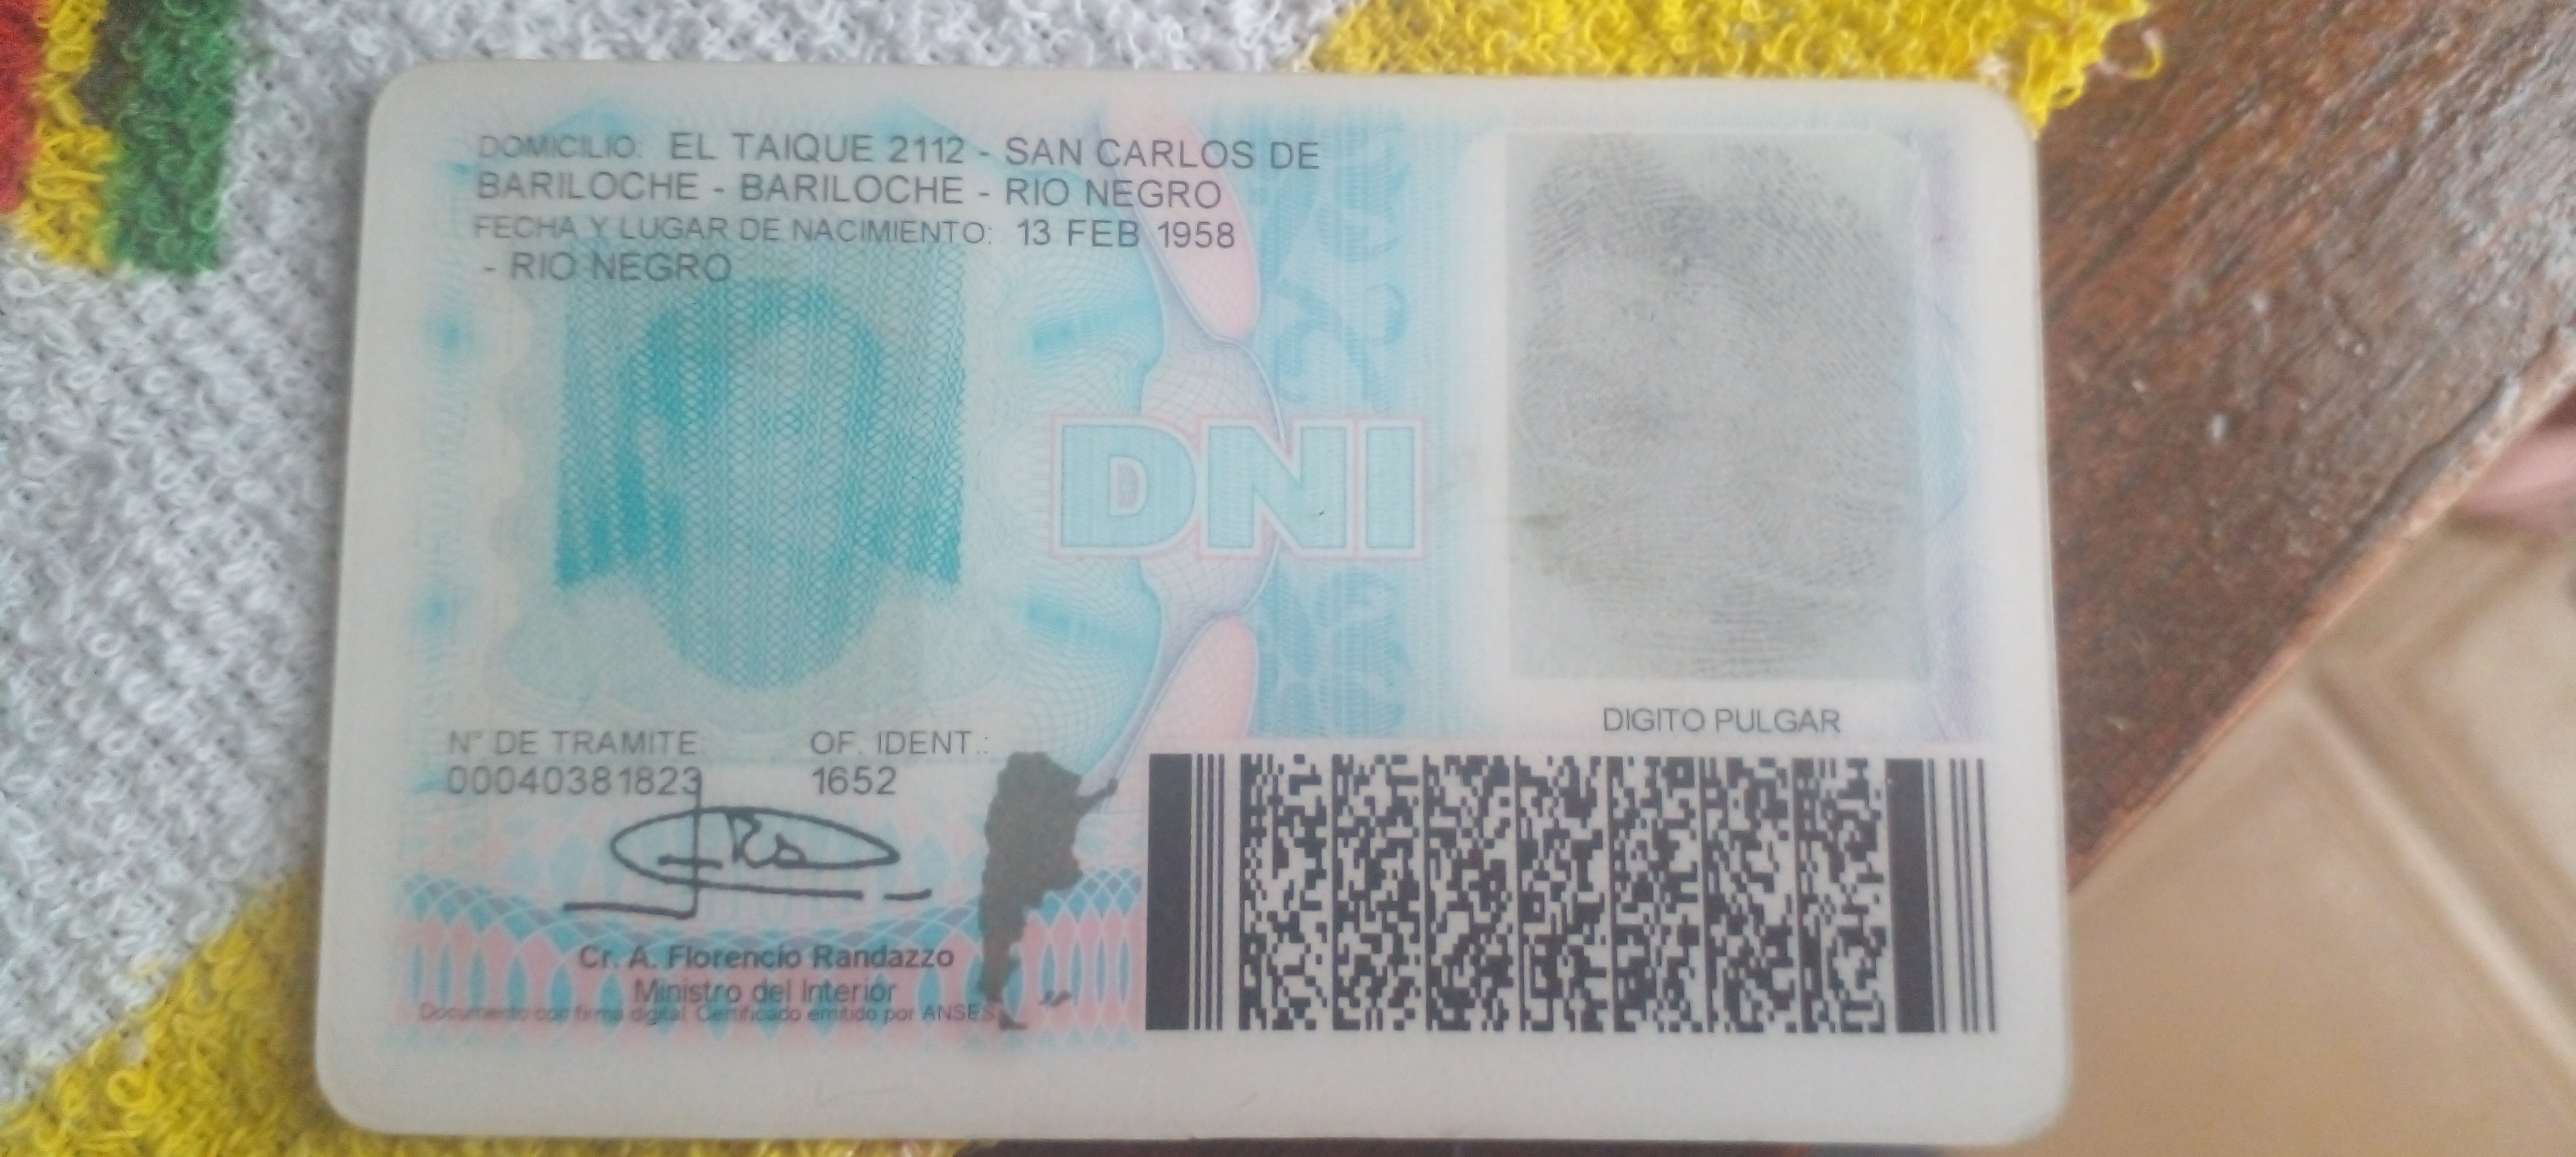 DOMICILIO: EL TAIQUE 2112 - SAN CARLOS DE
BARILOCHE - BARILOCHE - RIO NEGRO
FECHA Y LUGAR DE NACIMIENTO: 13 FEB 1958
- RIO NEGRO
DNI
N° DE TRAMITE
OF. IDENT.:
00040381823
1652
DIGITO PULGAR
Cr. A. Florencio Randazzo
Ministro del Interior
Documento con firma digital Certificado emitido por ANSES